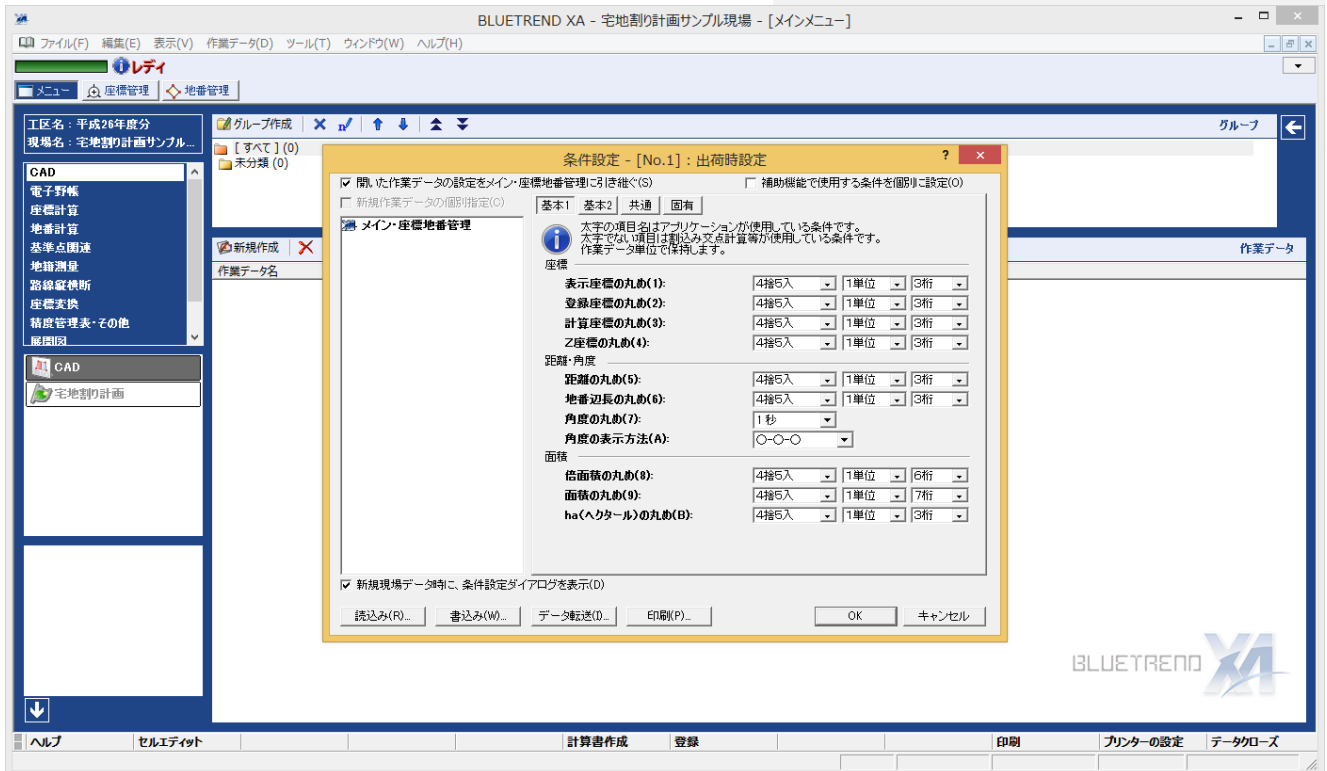 BLUETREND XA - 宅地割り計画サンプル現場 - [メインメニュー]
ファイル(F) 編集(E) 表示(V) 作業データ(D) ツール(T) ウィンドウ(W) ヘルプ(H)
レディ
メニュー 座標管理 地番管理
工区名：平成26年度分
現場名：宅地割り計画サンプル...
グループ作成 グループ
[すべて] (0)
未分類 (0)
CAD
電子野帳
座標計算
地番計算
基準点関連
地籍測量
路線縦横断
座標変換
精度管理表・その他
展開図
CAD
宅地割り計画
新規作成 作業データ
作業データ名
条件設定 - [No.1]：出荷時設定 ? ×
開いた作業データの設定をメイン・座標地番管理に引き継ぐ(S) 補助機能で使用する条件を個別に設定(O)
新規作業データの個別指定(C)
メイン・座標地番管理
基本1 基本2 共通 固有
太字の項目名はアプリケーションが使用している条件です。
太字でない項目は割込み交点計算等が使用している条件です。
作業データ単位で保持します。
座標
表示座標の丸め(1): 4捨5入 1単位 3桁
登録座標の丸め(2): 4捨5入 1単位 3桁
計算座標の丸め(3): 4捨5入 1単位 3桁
Z座標の丸め(4): 4捨5入 1単位 3桁
距離・角度
距離の丸め(5): 4捨5入 1単位 3桁
地番辺長の丸め(6): 4捨5入 1単位 3桁
角度の丸め(7): 1秒
角度の表示方法(A): ○-○-○
面積
倍面積の丸め(8): 4捨5入 1単位 6桁
面積の丸め(9): 4捨5入 1単位 7桁
ha(ヘクタール)の丸め(B): 4捨5入 1単位 3桁
新規現場データ時に、条件設定ダイアログを表示(D)
読込み(R)... 書込み(W)... データ転送(I)... 印刷(P)... OK キャンセル
BLUETREND XA
ヘルプ セルエディット 計算書作成 登録 印刷 プリンターの設定 データクローズ